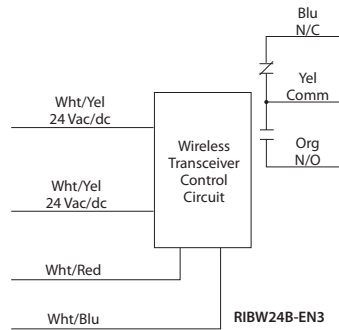 Blu
N/C
Yel
Comm
Org
N/O
Wht/Yel
24 Vac/dc
Wireless
Transceiver
Control
Circuit
Wht/Yel
24 Vac/dc
Wht/Red
Wht/Blu
RIBW24B-EN3